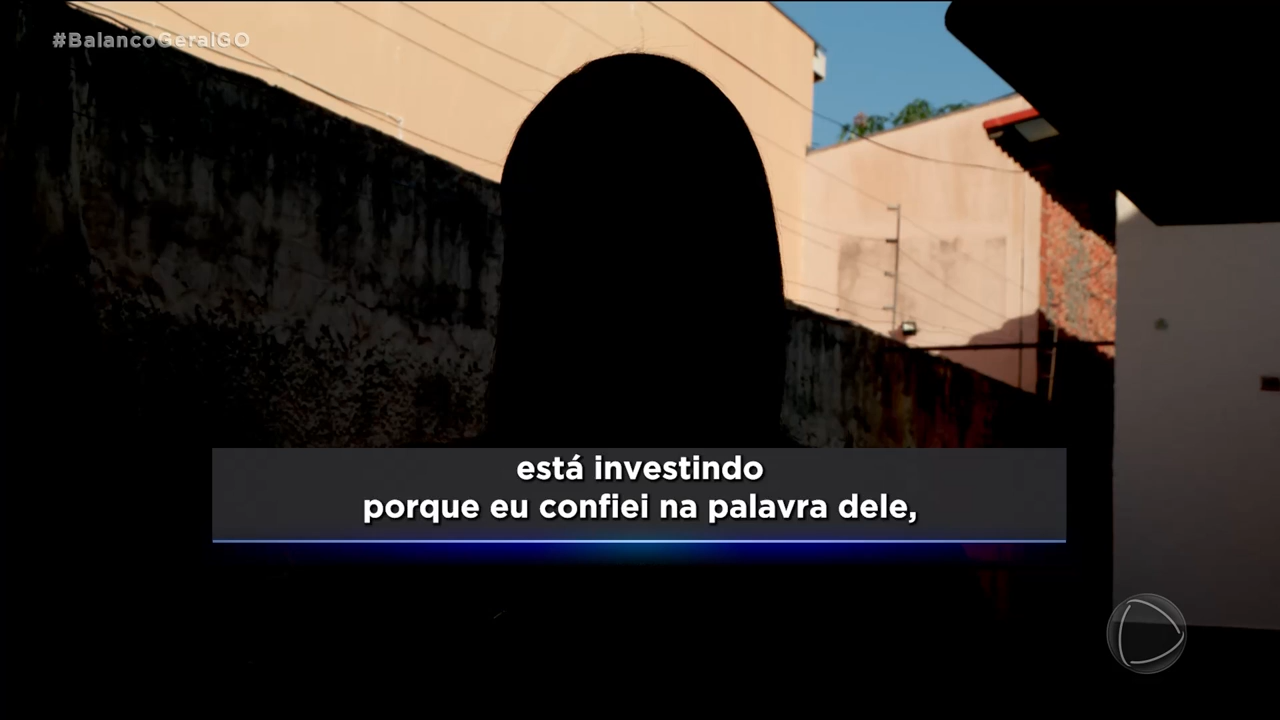 #BalancoGeralGO
está investindo
porque eu confiei na palavra dele,